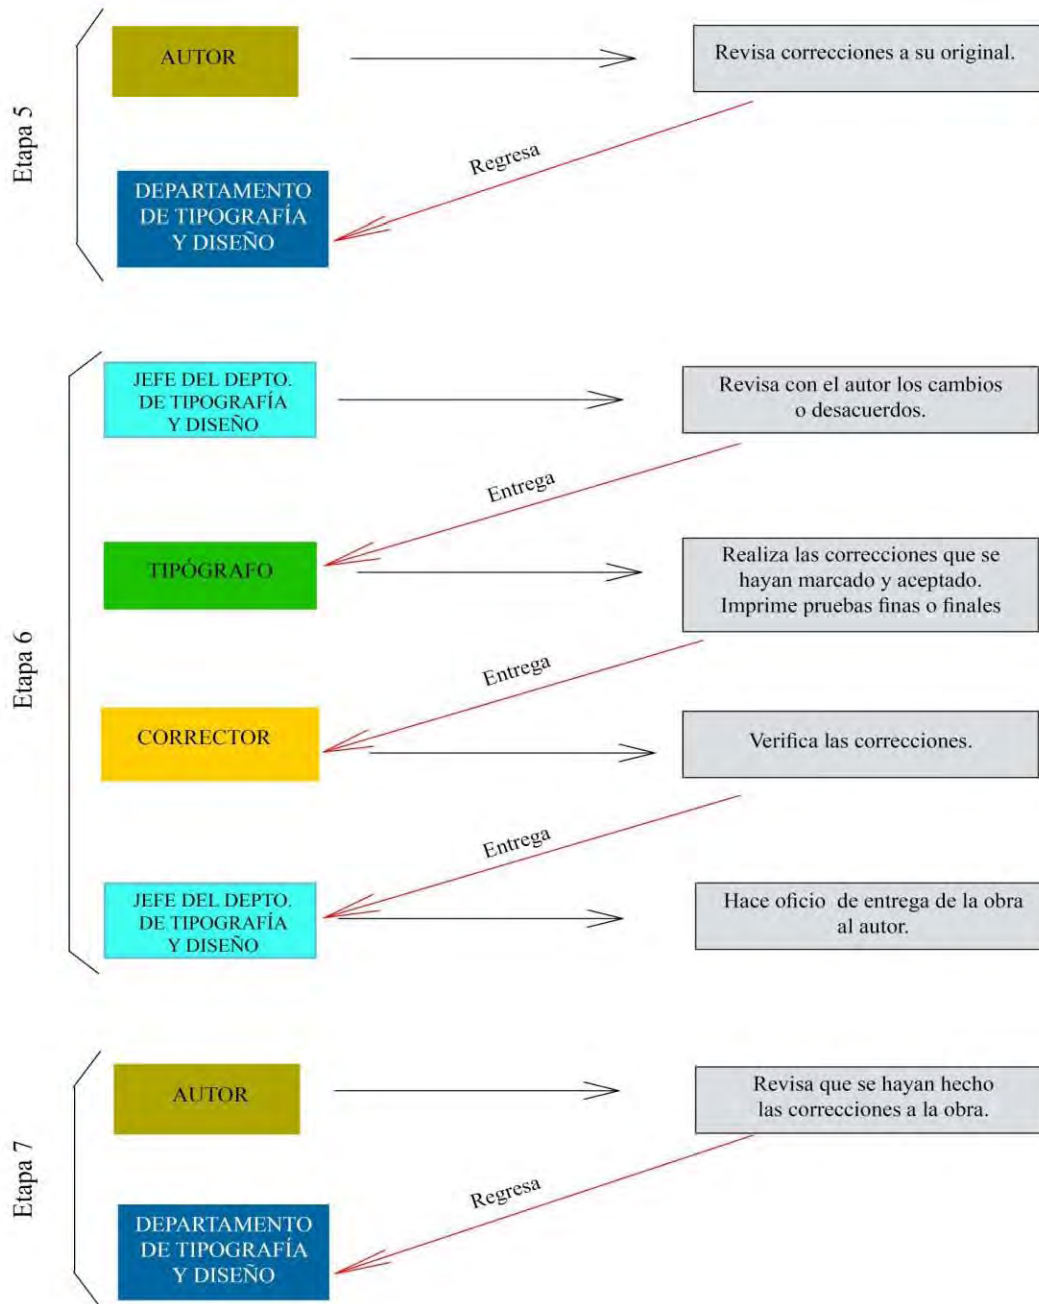 Etapa 5
AUTOR
Revisa correcciones a su original.
Regresa
DEPARTAMENTO
DE TIPOGRAFÍA
Y DISEÑO
Etapa 6
JEFE DEL DEPTO.
DE TIPOGRAFÍA
Y DISEÑO
Revisa con el autor los cambios
o desacuerdos.
Entrega
TIPÓGRAFO
Realiza las correcciones que se
hayan marcado y aceptado.
Imprime pruebas finas o finales
Entrega
CORRECTOR
Verifica las correcciones.
Entrega
JEFE DEL DEPTO.
DE TIPOGRAFÍA
Y DISEÑO
Hace oficio de entrega de la obra
al autor.
Etapa 7
AUTOR
Revisa que se hayan hecho
las correcciones a la obra.
Regresa
DEPARTAMENTO
DE TIPOGRAFÍA
Y DISEÑO